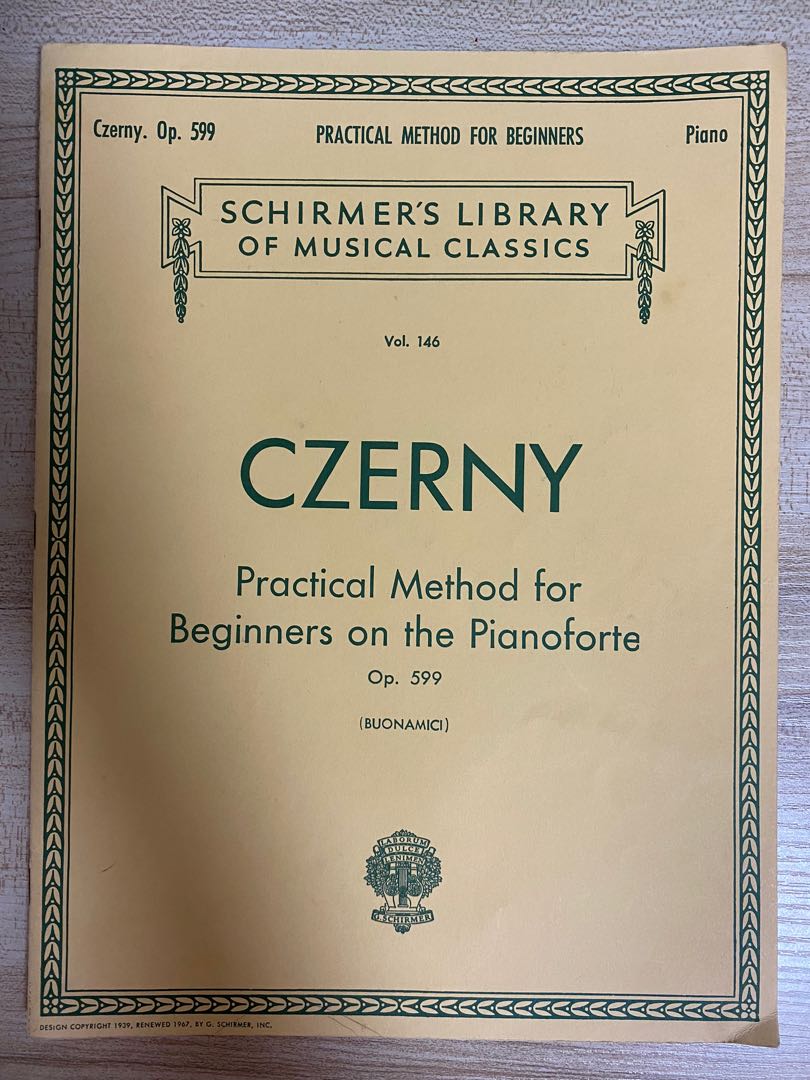 Czerny. Op. 599 PRACTICAL METHOD FOR BEGINNERS Piano
SCHIRMER'S LIBRARY
OF MUSICAL CLASSICS
Vol. 146
CZERNY
Practical Method for
Beginners on the Pianoforte
Op. 599
(BUONAMICI)
LABORUM
DULCE
LENIMEN
G. SCHIRMER
DESIGN COPYRIGHT 1939, RENEWED 1967, BY G. SCHIRMER, INC.